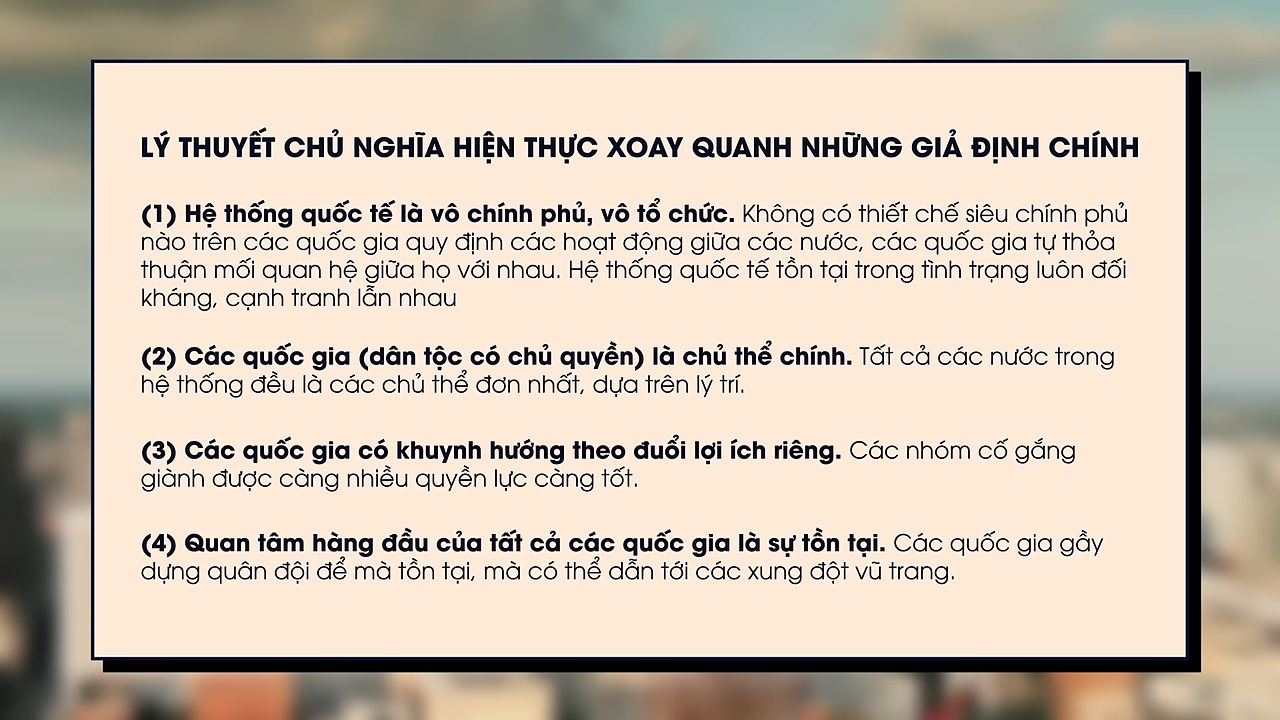 LÝ THUYẾT CHỦ NGHĨA HIỆN THỰC XOAY QUANH NHỮNG GIẢ ĐỊNH CHÍNH
(1) Hệ thống quốc tế là vô chính phủ, vô tổ chức. Không có thiết chế siêu chính phủ
nào trên các quốc gia quy định các hoạt động giữa các nước, các quốc gia tự thỏa
thuận mối quan hệ giữa họ với nhau. Hệ thống quốc tế tồn tại trong tình trạng luôn đối
kháng, cạnh tranh lẫn nhau
(2) Các quốc gia (dân tộc có chủ quyền) là chủ thể chính. Tất cả các nước trong
hệ thống đều là các chủ thể đơn nhất, dựa trên lý trí.
(3) Các quốc gia có khuynh hướng theo đuổi lợi ích riêng. Các nhóm cố gắng
giành được càng nhiều quyền lực càng tốt.
(4) Quan tâm hàng đầu của tất cả các quốc gia là sự tồn tại. Các quốc gia gầy
dựng quân đội để mà tồn tại, mà có thể dẫn tới các xung đột vũ trang.